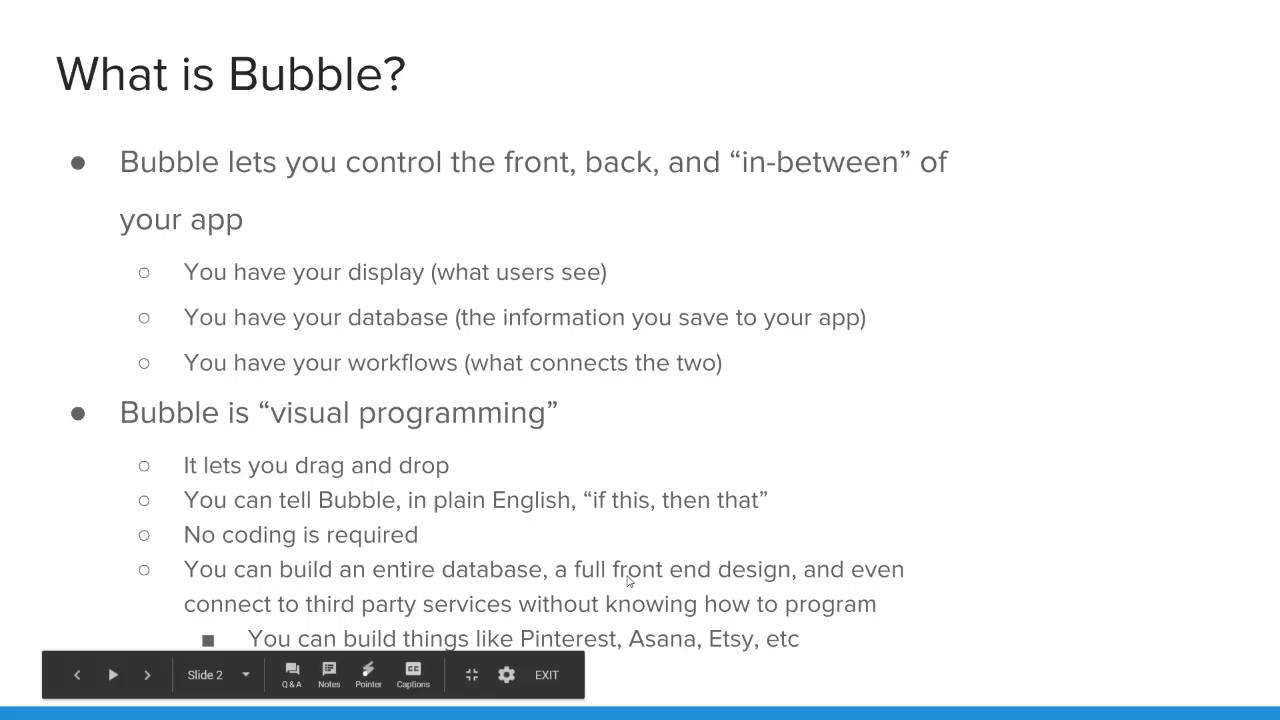 What is Bubble?
● Bubble lets you control the front, back, and “in-between” of
your app
○ You have your display (what users see)
○ You have your database (the information you save to your app)
○ You have your workflows (what connects the two)
● Bubble is “visual programming”
○ It lets you drag and drop
○ You can tell Bubble, in plain English, “if this, then that”
○ No coding is required
○ You can build an entire database, a full front end design, and even
connect to third party services without knowing how to program
■ You can build things like Pinterest, Asana, Etsy, etc
Slide 2
Q & A
Notes
Pointer
CC
Captions
EXIT